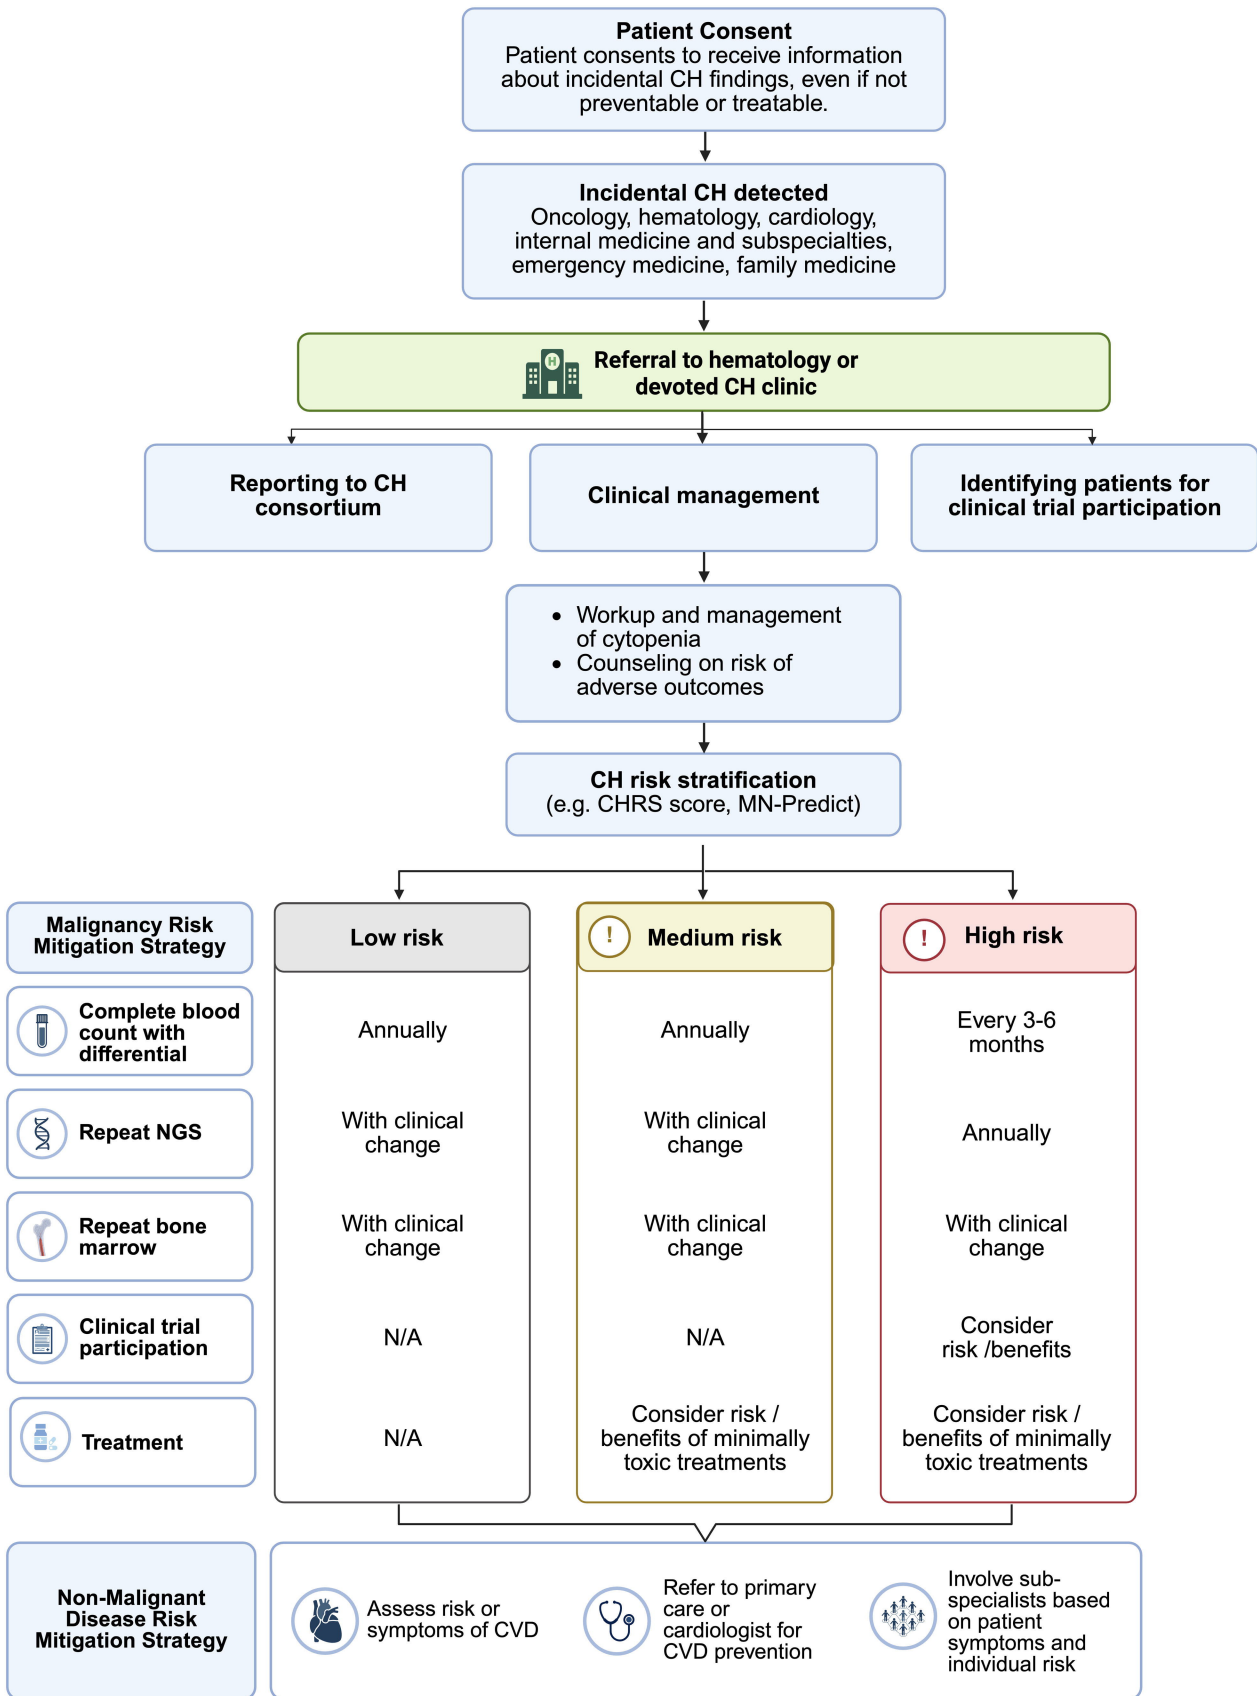 Patient Consent
Patient consents to receive information
about incidental CH findings, even if not
preventable or treatable.
Incidental CH detected
Oncology, hematology, cardiology,
internal medicine and subspecialties,
emergency medicine, family medicine
H
Referral to hematology or
devoted CH clinic
Reporting to CH
consortium
Clinical management
Identifying patients for
clinical trial participation
• Workup and management
of cytopenia
• Counseling on risk of
adverse outcomes
CH risk stratification
(e.g. CHRS score, MN-Predict)
Malignancy Risk
Mitigation Strategy
Low risk
! Medium risk
! High risk
Complete blood
count with
differential
Annually
Annually
Every 3-6
months
Repeat NGS
With clinical
change
With clinical
change
Annually
Repeat bone
marrow
With clinical
change
With clinical
change
With clinical
change
Clinical trial
participation
N/A
N/A
Consider
risk /benefits
Treatment
N/A
Consider risk /
benefits of minimally
toxic treatments
Consider risk /
benefits of minimally
toxic treatments
Non-Malignant
Disease Risk
Mitigation Strategy
Assess risk or
symptoms of CVD
Refer to primary
care or
cardiologist for
CVD prevention
Involve sub-
specialists based
on patient
symptoms and
individual risk